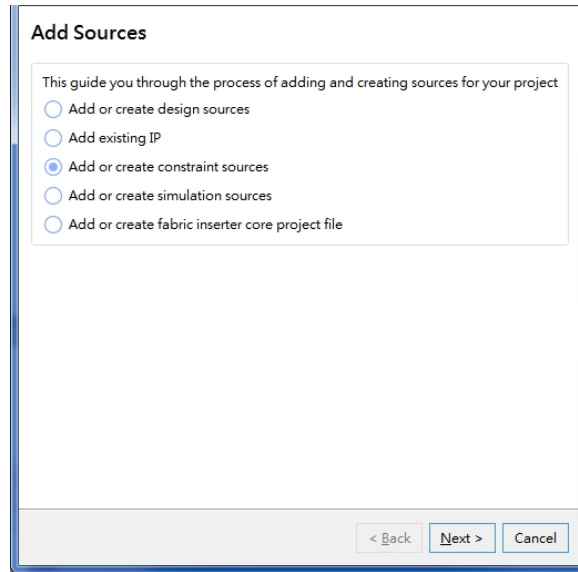 Add Sources
This guide you through the process of adding and creating sources for your project
Add or create design sources
Add existing IP
Add or create constraint sources
Add or create simulation sources
Add or create fabric inserter core project file
< Back
Next >
Cancel